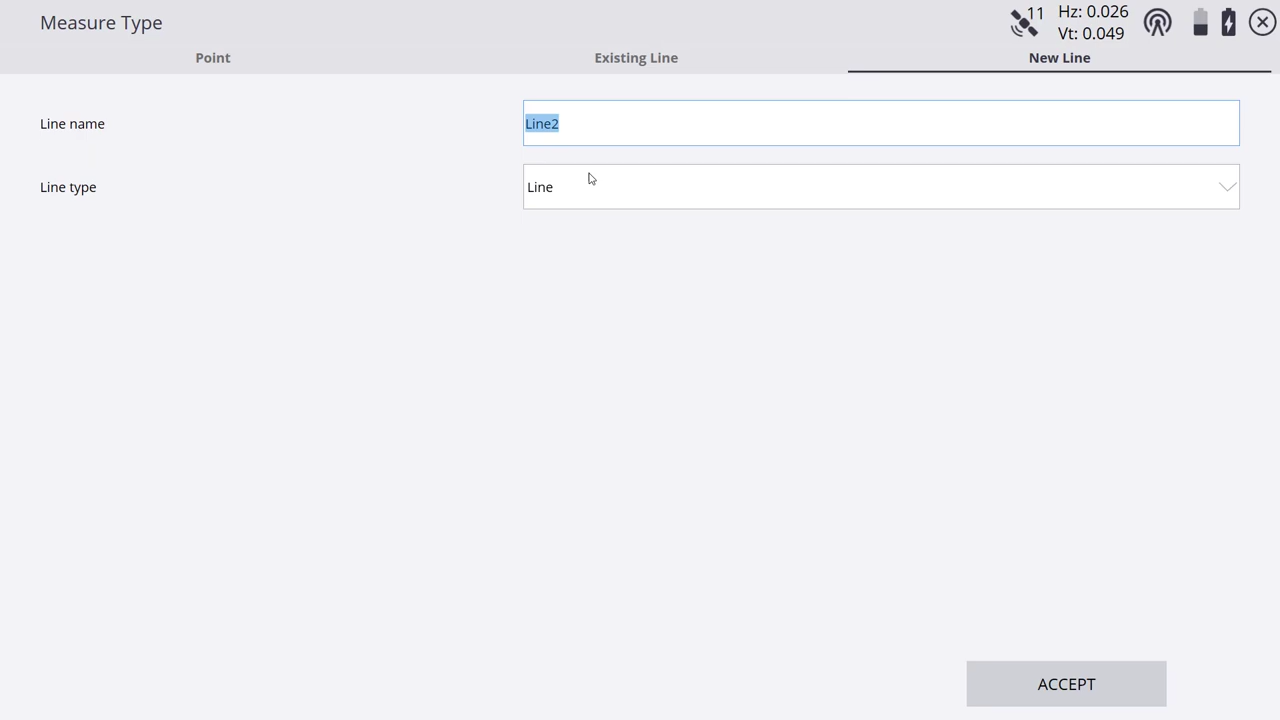 Measure Type
11
Hz: 0.026
Vt: 0.049
Point
Existing Line
New Line
Line name
Line2
Line type
Line
ACCEPT